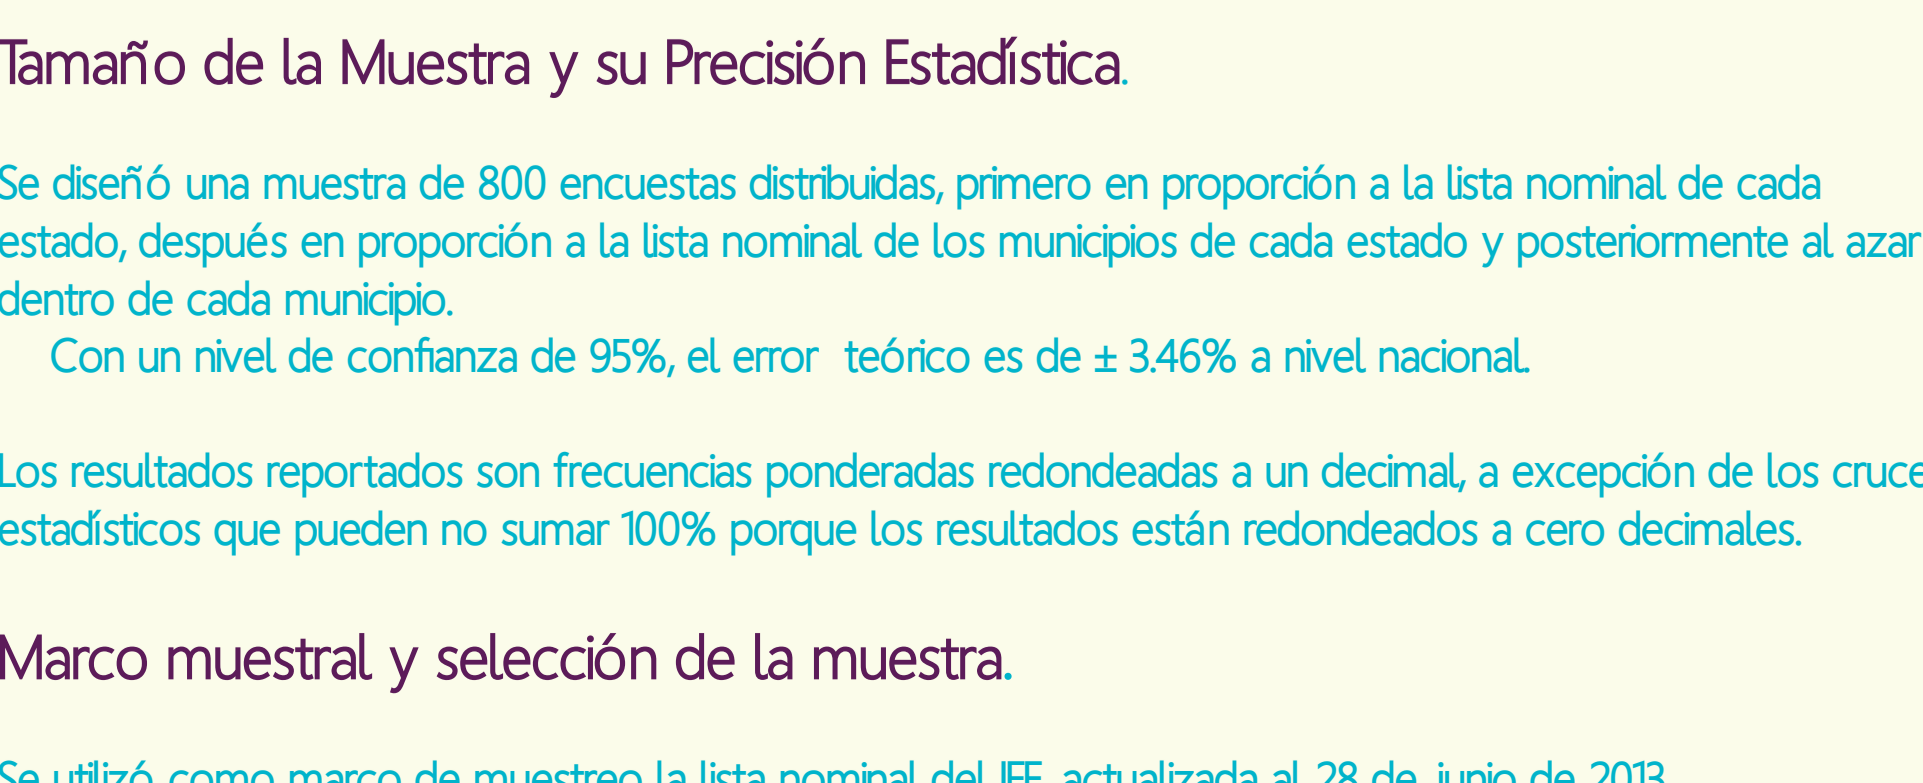 Tamaño de la Muestra y su Precisión Estadística.
Se diseñó una muestra de 800 encuestas distribuidas, primero en proporción a la lista nominal de cada
estado, después en proporción a la lista nominal de los municipios de cada estado y posteriormente al azar
dentro de cada municipio.
Con un nivel de confianza de 95%, el error teórico es de ± 3.46% a nivel nacional.
Los resultados reportados son frecuencias ponderadas redondeadas a un decimal, a excepción de los cruce
estadísticos que pueden no sumar 100% porque los resultados están redondeados a cero decimales.
Marco muestral y selección de la muestra.
Se utilizó como marco de muestreo la lista nominal del IFE, actualizada al 28 de junio de 2013